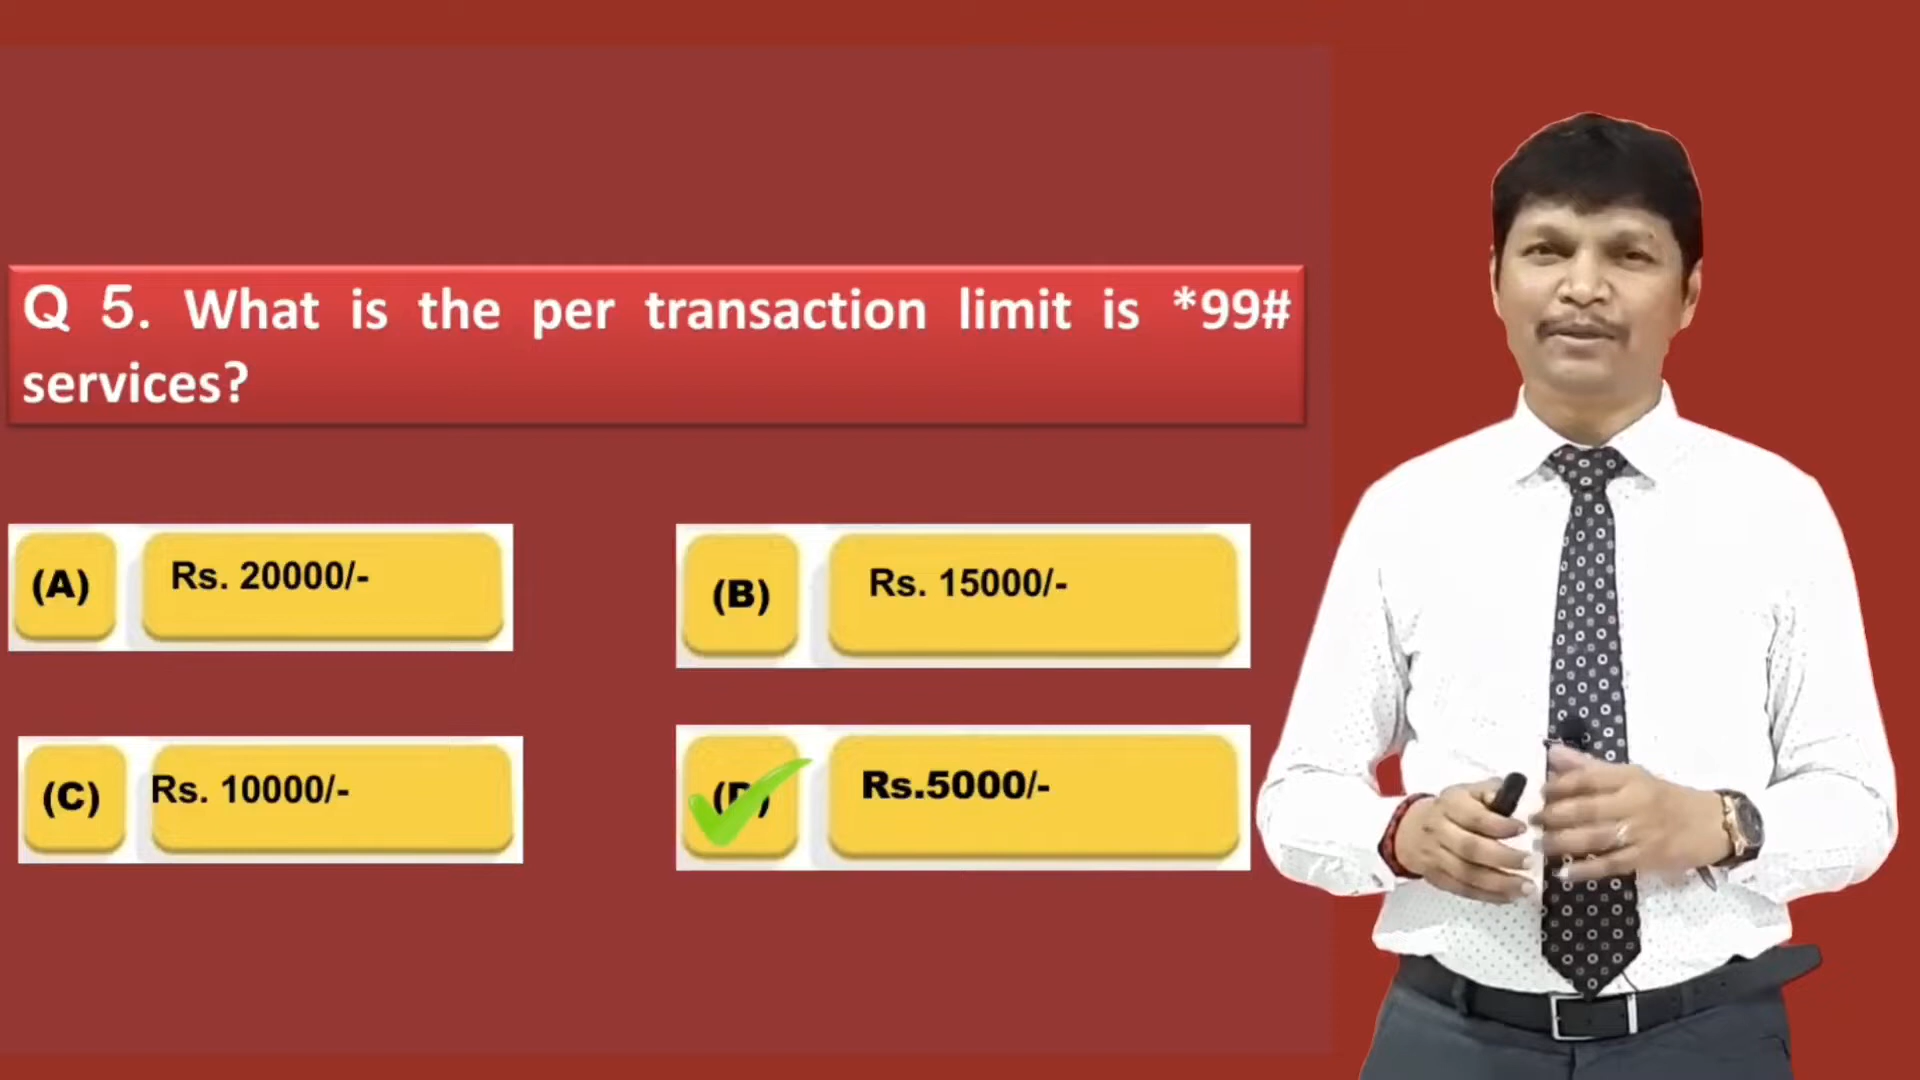 Q 5. What is the per transaction limit is *99#
services?
(A) Rs. 20000/-
(B) Rs. 15000/-
(C) Rs. 10000/-
(D) Rs.5000/-